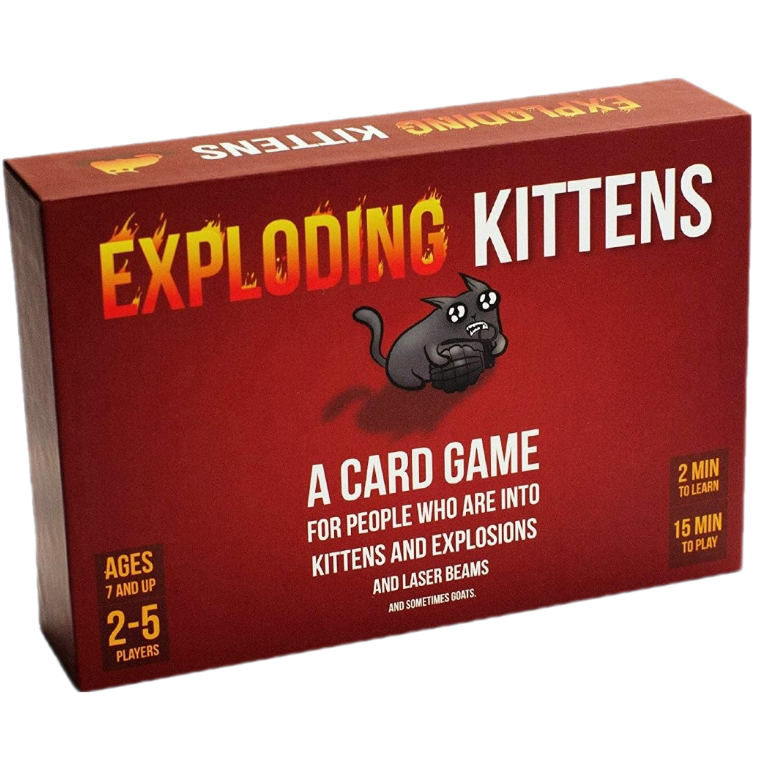 EXPLODING KITTENS
EXPLODING KITTENS
A CARD GAME
FOR PEOPLE WHO ARE INTO
KITTENS AND EXPLOSIONS
AND LASER BEAMS
AND SOMETIMES GOATS.
2 MIN
TO LEARN
15 MIN
TO PLAY
AGES
7 AND UP
2-5
PLAYERS